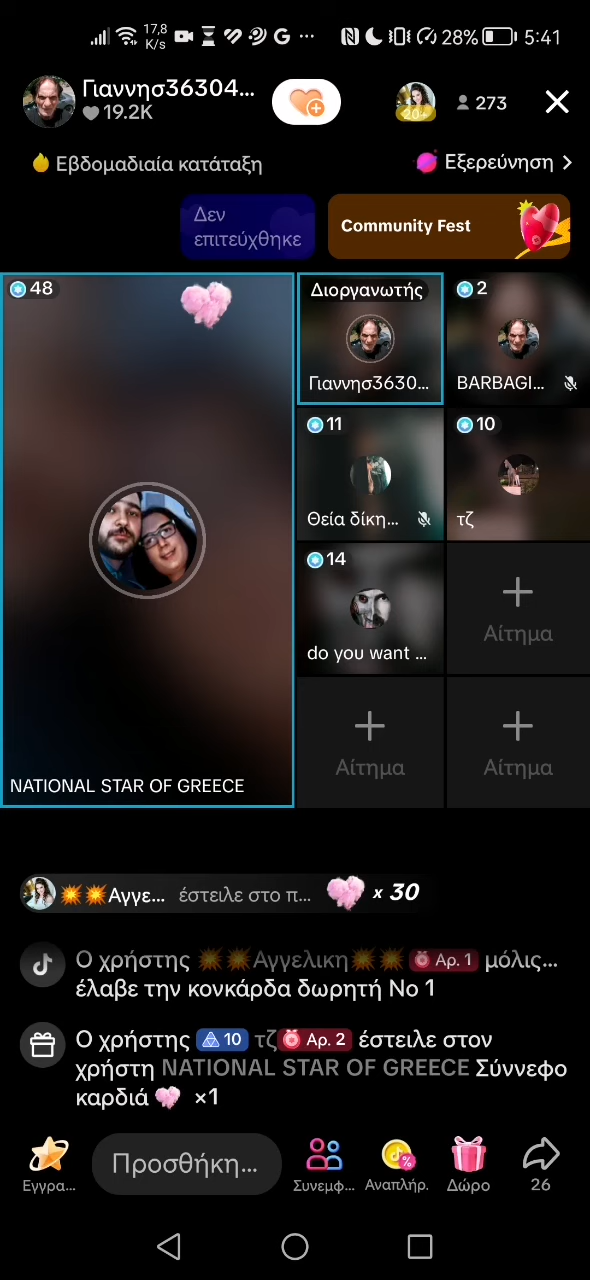 17,8 K/s
28% 5:41
Γιαννησ36304...
19.2K
20+
273
Εβδομαδιαία κατάταξη
Εξερεύνηση
Δεν
επιτεύχθηκε
Community Fest
48
Διοργανωτής
Γιαννησ3630...
2
BARBAGI...
11
Θεία δίκη...
10
τζ
14
do you want ...
Αίτημα
Αίτημα
Αίτημα
NATIONAL STAR OF GREECE
Αγγε... έστειλε στο π... x 30
Ο χρήστης 💥💥Αγγελικη💥💥 Αρ. 1 μόλις...
έλαβε την κονκάρδα δωρητή No 1
Ο χρήστης 10 τζ Αρ. 2 έστειλε στον
χρήστη NATIONAL STAR OF GREECE Σύννεφο
καρδιά ×1
Εγγρα...
Προσθήκη...
Συνεμφ...
Αναπλήρ.
Δώρο
26